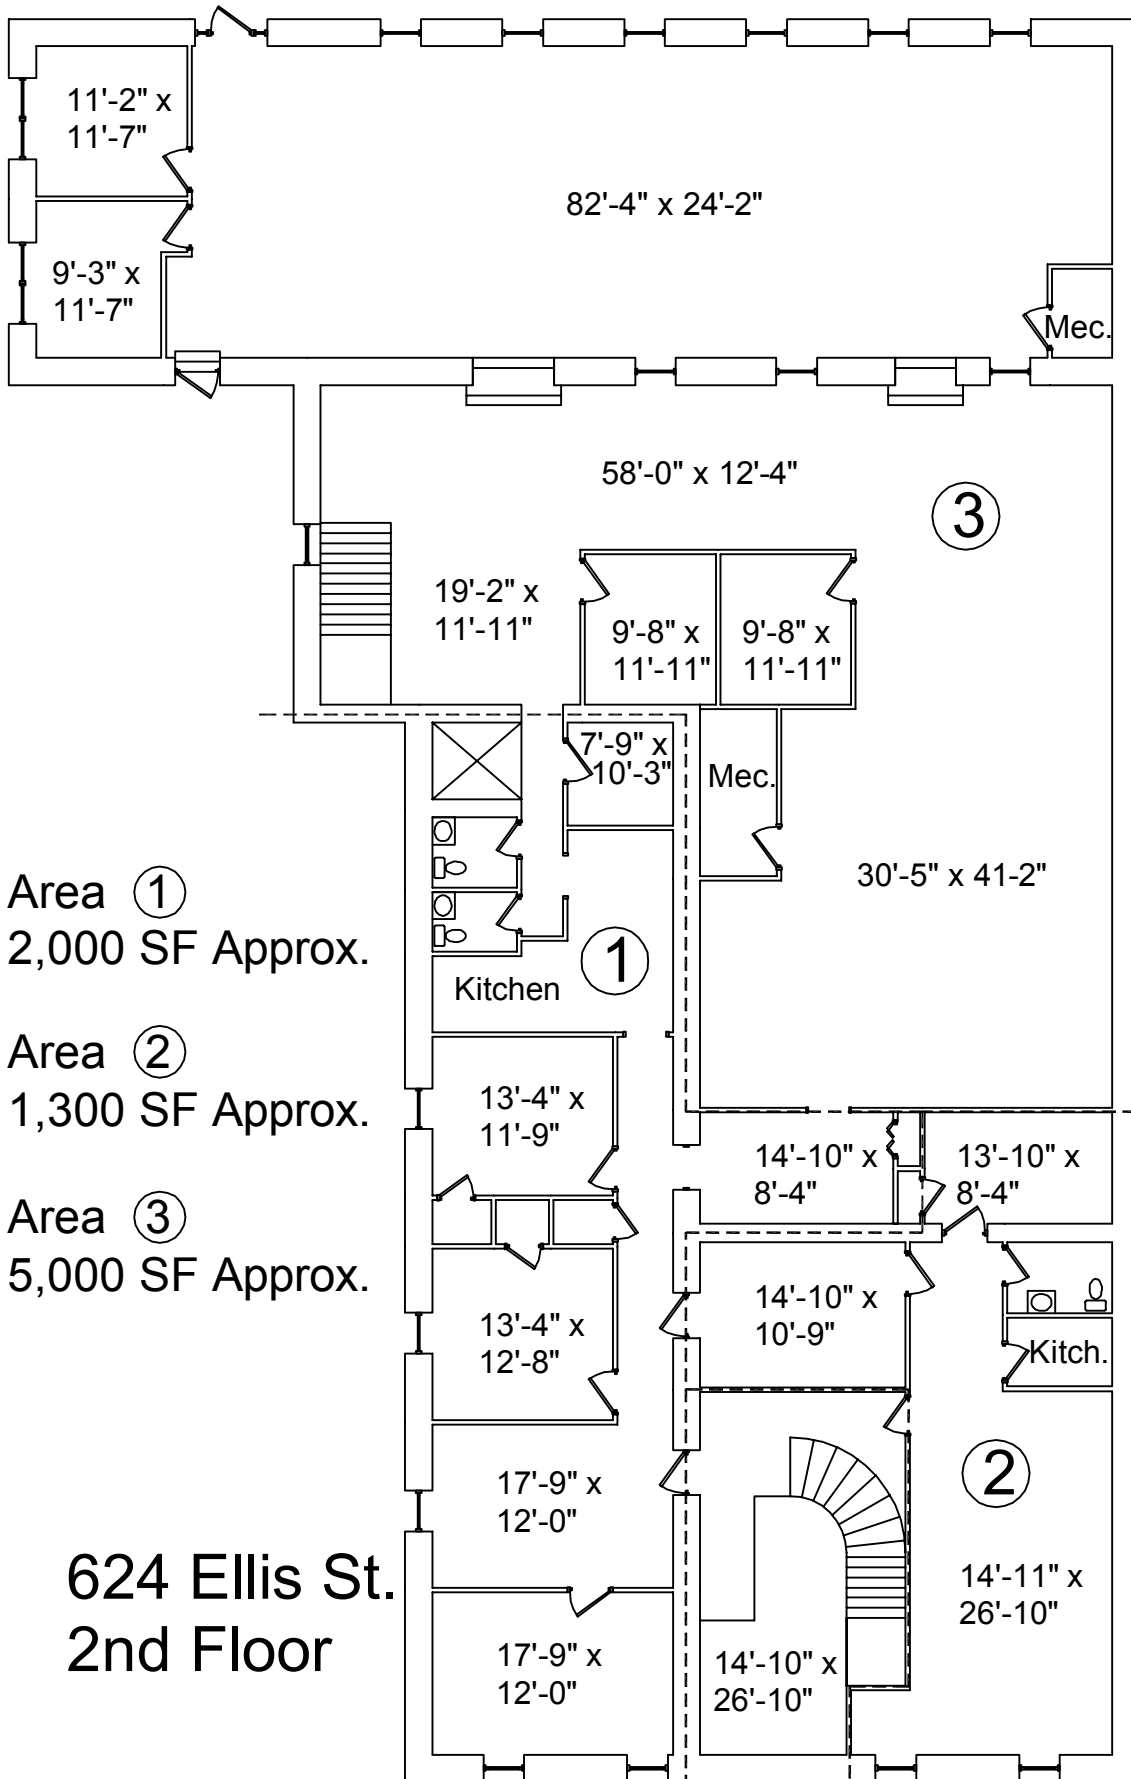 11'-2" x
11'-7"
82'-4" x 24'-2"
9'-3" x
11'-7"
Mec.
58'-0" x 12'-4"
3
19'-2" x
11'-11"
9'-8" x
11'-11"
9'-8" x
11'-11"
7'-9" x
10'-3"
Mec.
30'-5" x 41-2"
Area 1
2,000 SF Approx.
1
Kitchen
Area 2
1,300 SF Approx.
13'-4" x
11'-9"
14'-10" x
8'-4"
13'-10" x
8'-4"
Area 3
5,000 SF Approx.
13'-4" x
12'-8"
14'-10" x
10'-9"
Kitch.
2
17'-9" x
12'-0"
624 Ellis St.
2nd Floor
14'-11" x
26'-10"
17'-9" x
12'-0"
14'-10" x
26'-10"